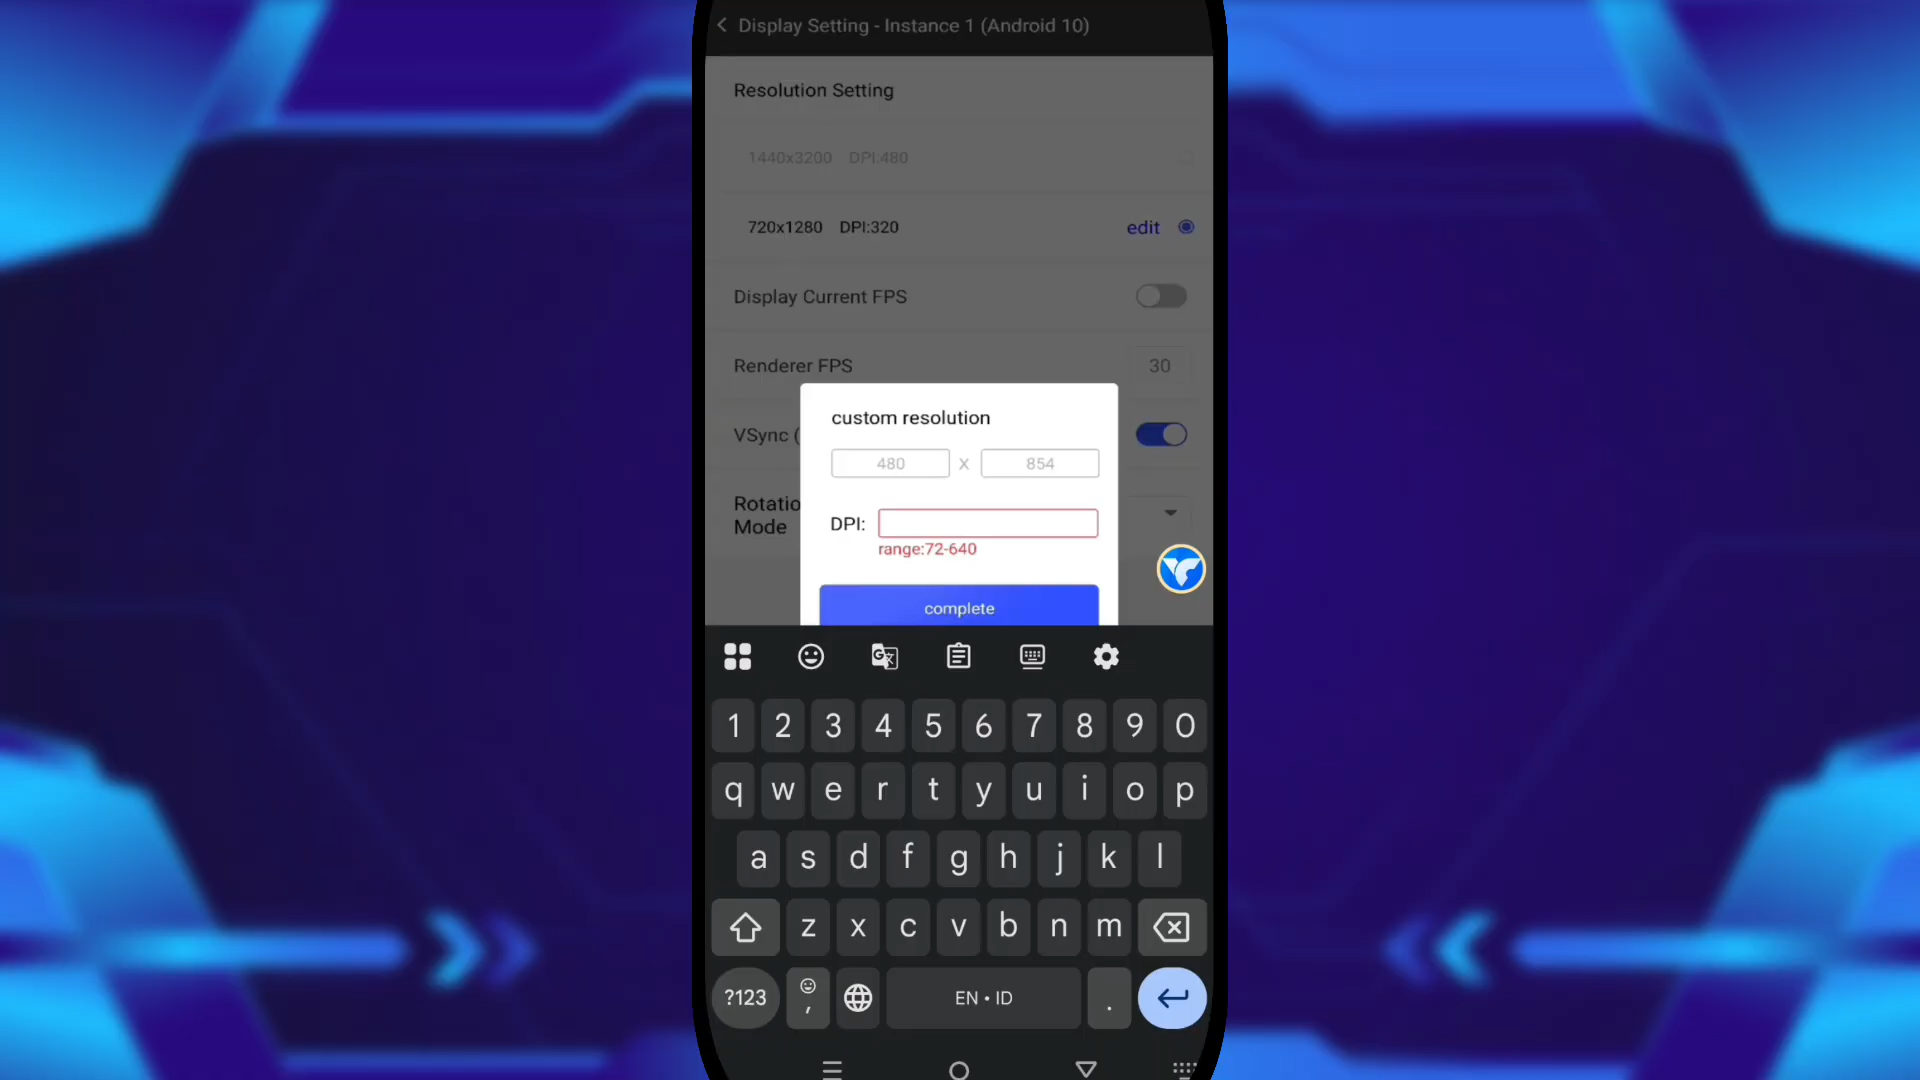 Display Setting - Instance 1 (Android 10)
Resolution Setting
1440x3200 DPI:480
720x1280 DPI:320 edit
Display Current FPS
Renderer FPS 30
custom resolution
VSync (
480 X 854
Rotatio
Mode
DPI:
range:72-640
complete
1 2 3 4 5 6 7 8 9 0
q w e r t y u i o p
a s d f g h j k l
z x c v b n m
?123 , EN • ID .